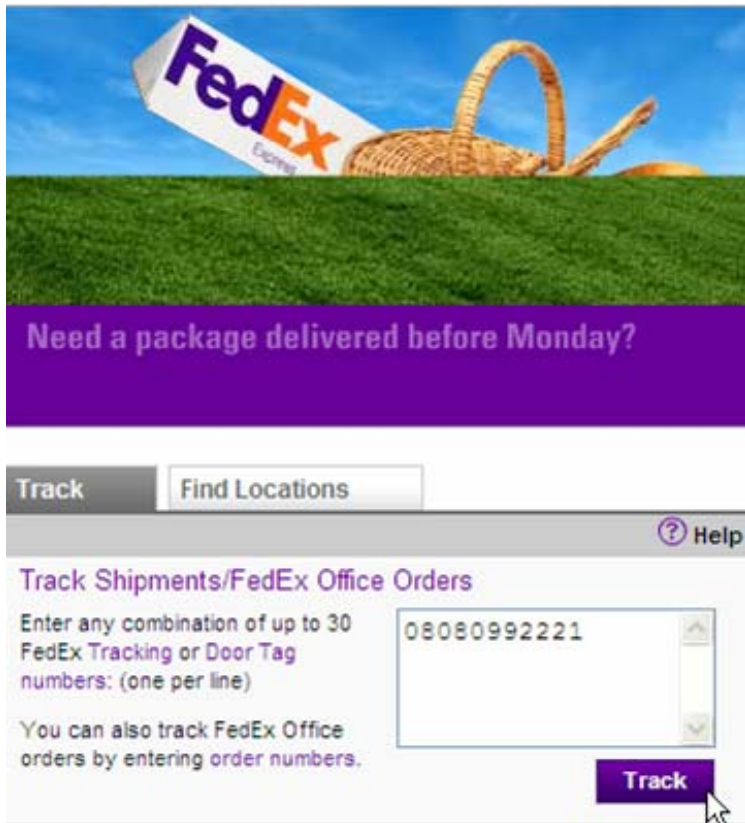 FedEx
Express
Need a package delivered before Monday?
Track
Find Locations
? Help
Track Shipments/FedEx Office Orders
Enter any combination of up to 30
FedEx Tracking or Door Tag
numbers: (one per line)
08080992221
You can also track FedEx Office
orders by entering order numbers.
Track